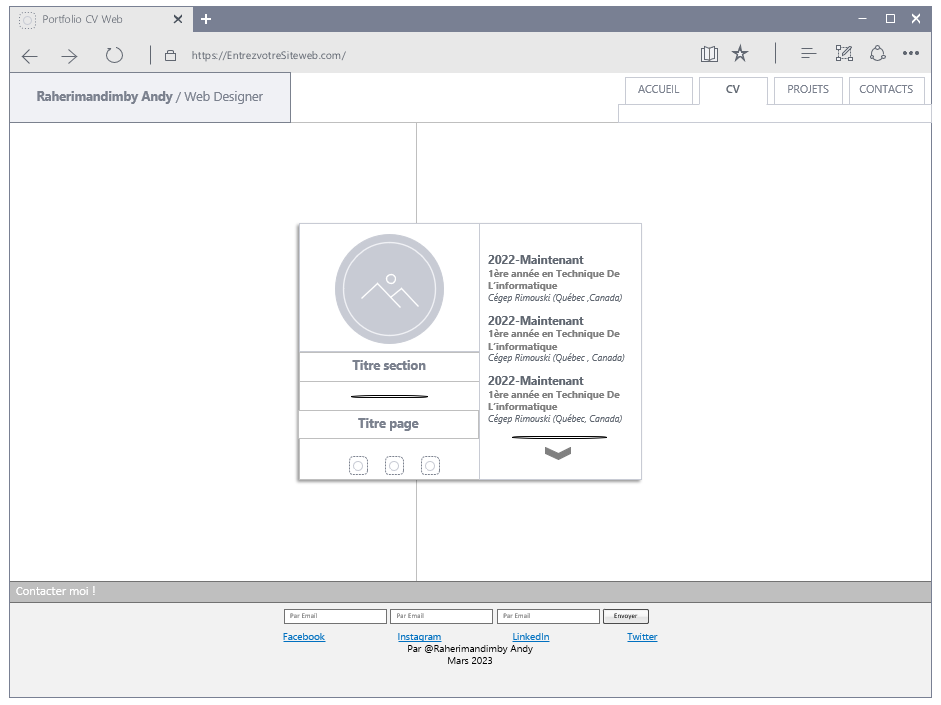 Portfolio CV Web
https://EntrezvotreSiteweb.com/
Raherimandimby Andy / Web Designer
ACCUEIL
CV
PROJETS
CONTACTS
Titre section
Titre page
2022-Maintenant
1ère année en Technique De
L'informatique
Cégep Rimouski (Québec ,Canada)
2022-Maintenant
1ère année en Technique De
L'informatique
Cégep Rimouski (Québec , Canada)
2022-Maintenant
1ère année en Technique De
L'informatique
Cégep Rimouski (Québec, Canada)
Contacter moi !
Par Email
Par Email
Par Email
Envoyer
Facebook
Instagram
LinkedIn
Twitter
Par @Raherimandimby Andy
Mars 2023